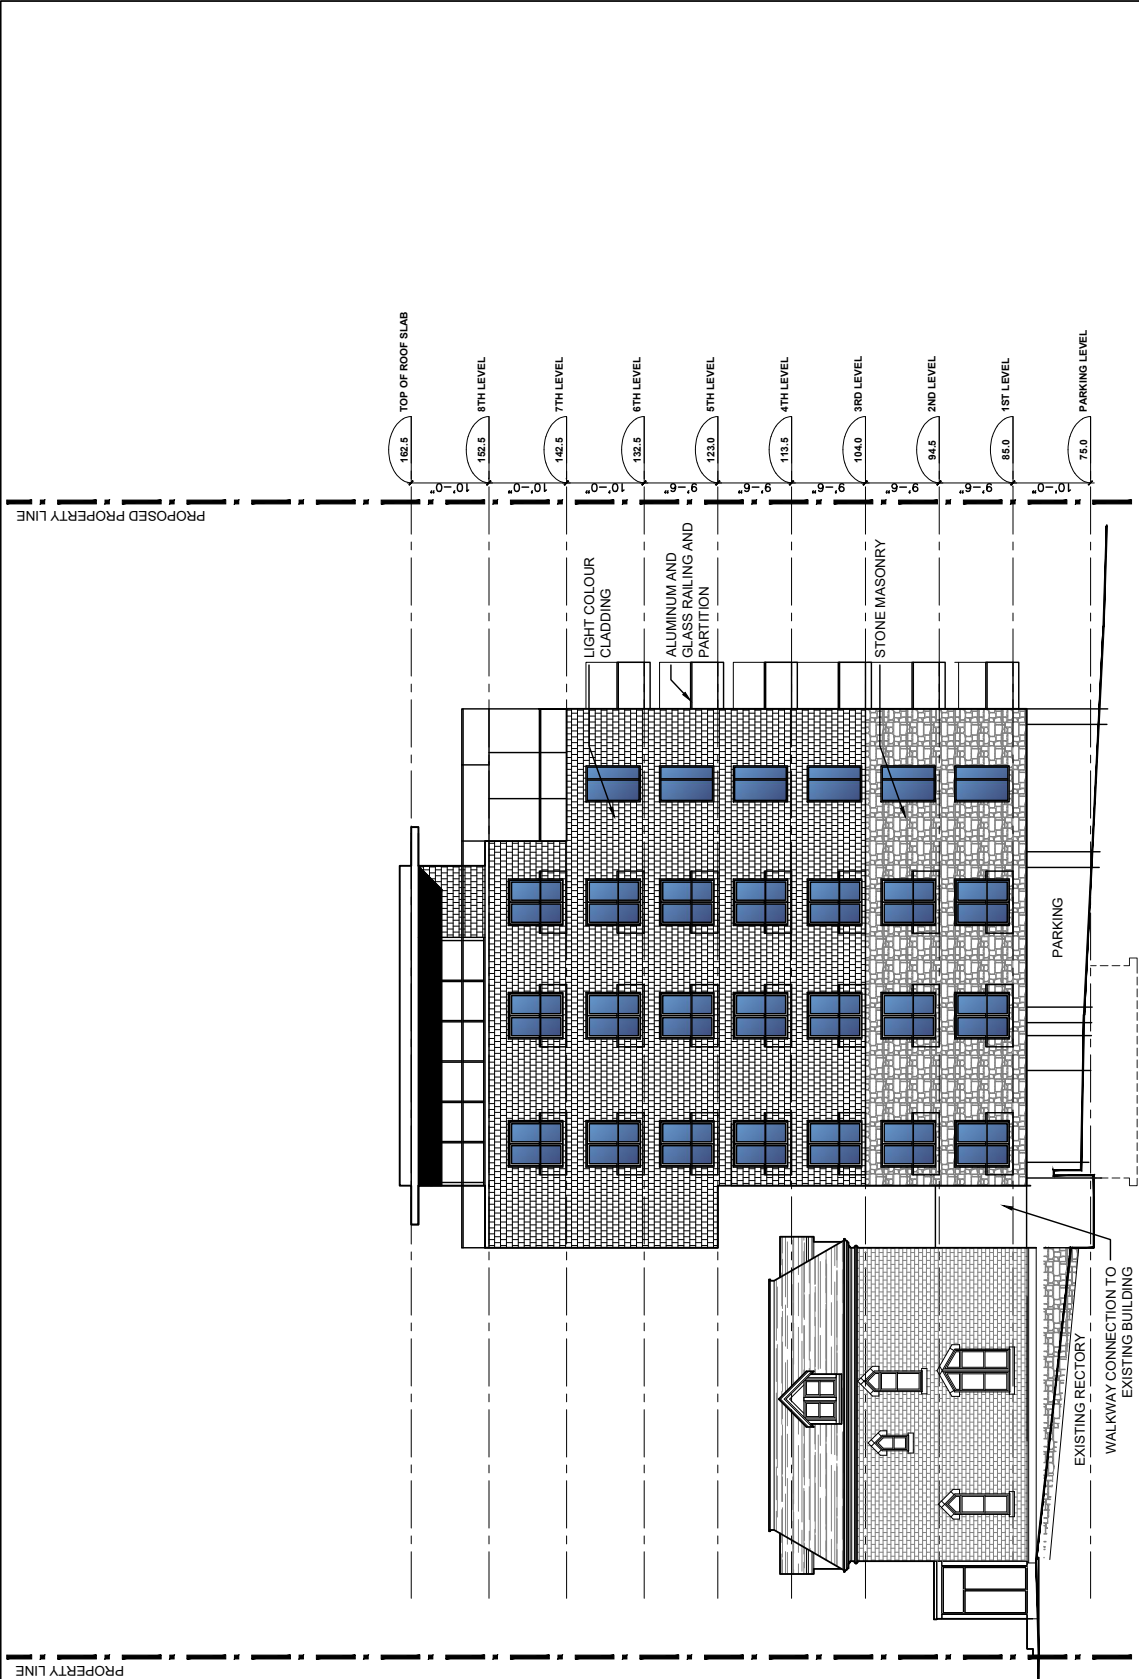 PROPERTY LINE
PROPOSED PROPERTY LINE
162.5
TOP OF ROOF SLAB
10'-0"
152.5
8TH LEVEL
10'-0"
142.5
7TH LEVEL
10'-0"
132.5
6TH LEVEL
9'-6"
123.0
5TH LEVEL
9'-6"
113.5
4TH LEVEL
9'-6"
104.0
3RD LEVEL
9'-6"
94.5
2ND LEVEL
9'-6"
85.0
1ST LEVEL
10'-0"
75.0
PARKING LEVEL
LIGHT COLOUR
CLADDING
ALUMINUM AND
GLASS RAILING AND
PARTITION
STONE MASONRY
PARKING
EXISTING RECTORY
WALKWAY CONNECTION TO
EXISTING BUILDING